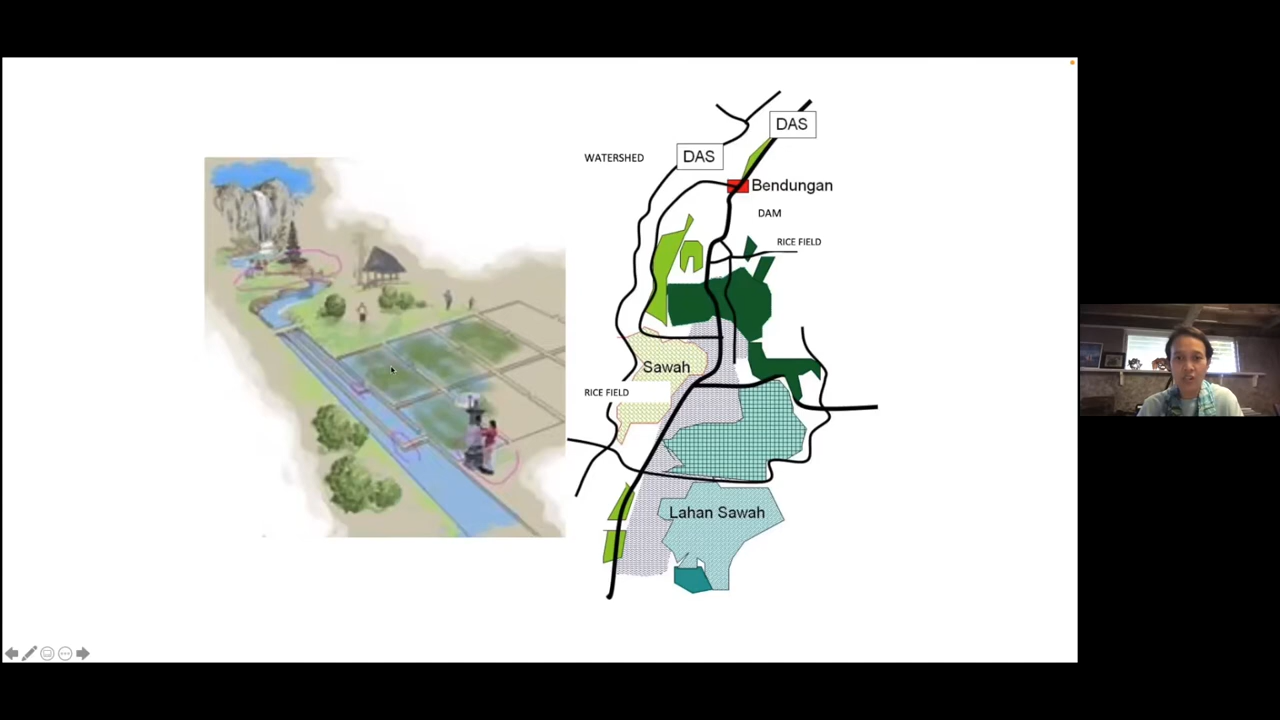 DAS
WATERSHED
DAS
Bendungan
DAM
RICE FIELD
Sawah
RICE FIELD
Lahan Sawah